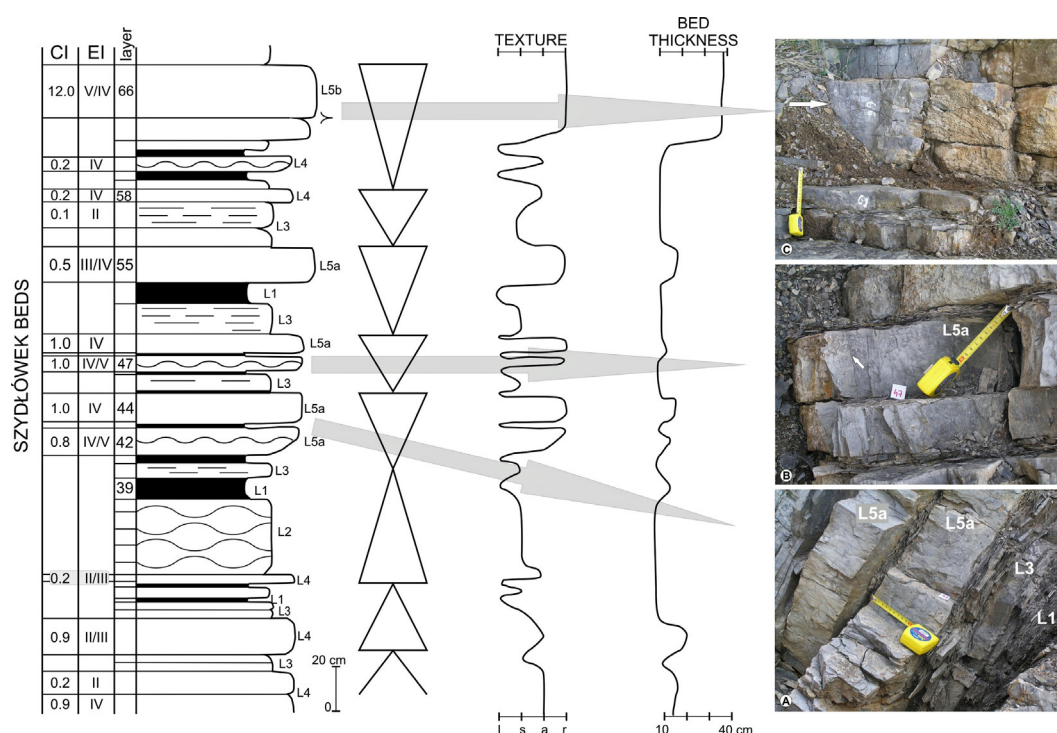 CI EI layer
TEXTURE
BED THICKNESS
12.0 V/IV 66 L5b
0.2 IV L4
0.2 IV 58 L4
0.1 II L3
0.5 III/IV 55 L5a
L1
L3
1.0 IV L5a
1.0 IV/V 47
L3
1.0 IV 44 L5a
0.8 IV/V 42 L5a
L3
39 L1
L2
0.2 II/III L4
L1
L3
0.9 II/III L4
L3
0.2 II L4
0.9 IV
SZYDŁÓWEK BEDS
20 cm
0
l s a r
10 40 cm
C
L5a
47
B
L5a
L5a
L3
L1
A